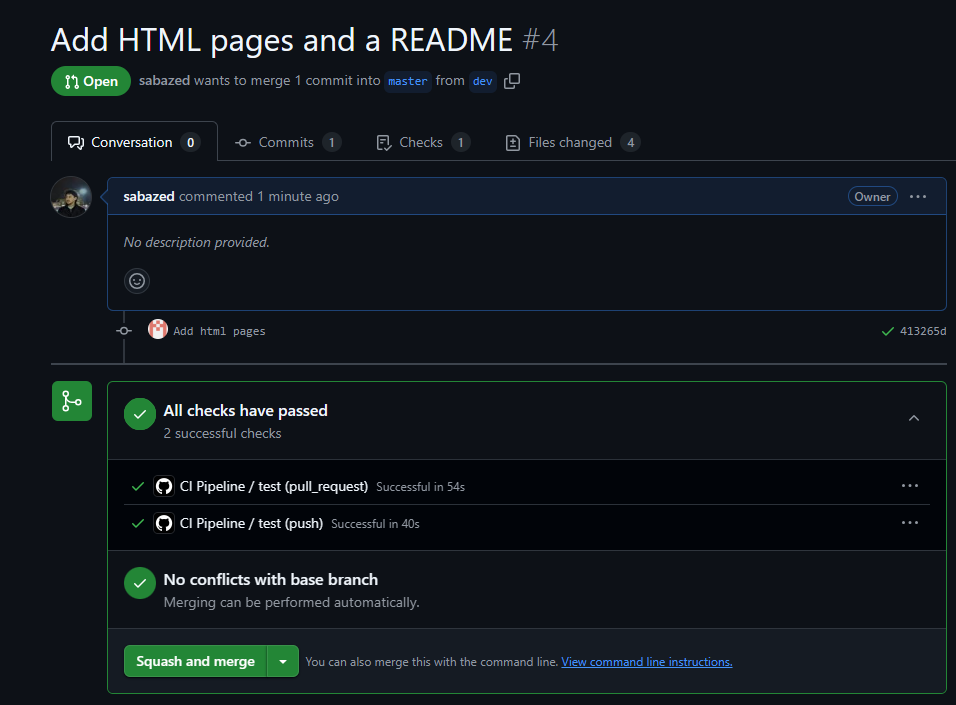 Add HTML pages and a README #4
Open sabazed wants to merge 1 commit into master from dev
Conversation 0 Commits 1 Checks 1 Files changed 4
sabazed commented 1 minute ago Owner
No description provided.
Add html pages 413265d
All checks have passed
2 successful checks
CI Pipeline / test (pull_request) Successful in 54s
CI Pipeline / test (push) Successful in 40s
No conflicts with base branch
Merging can be performed automatically.
Squash and merge You can also merge this with the command line. View command line instructions.